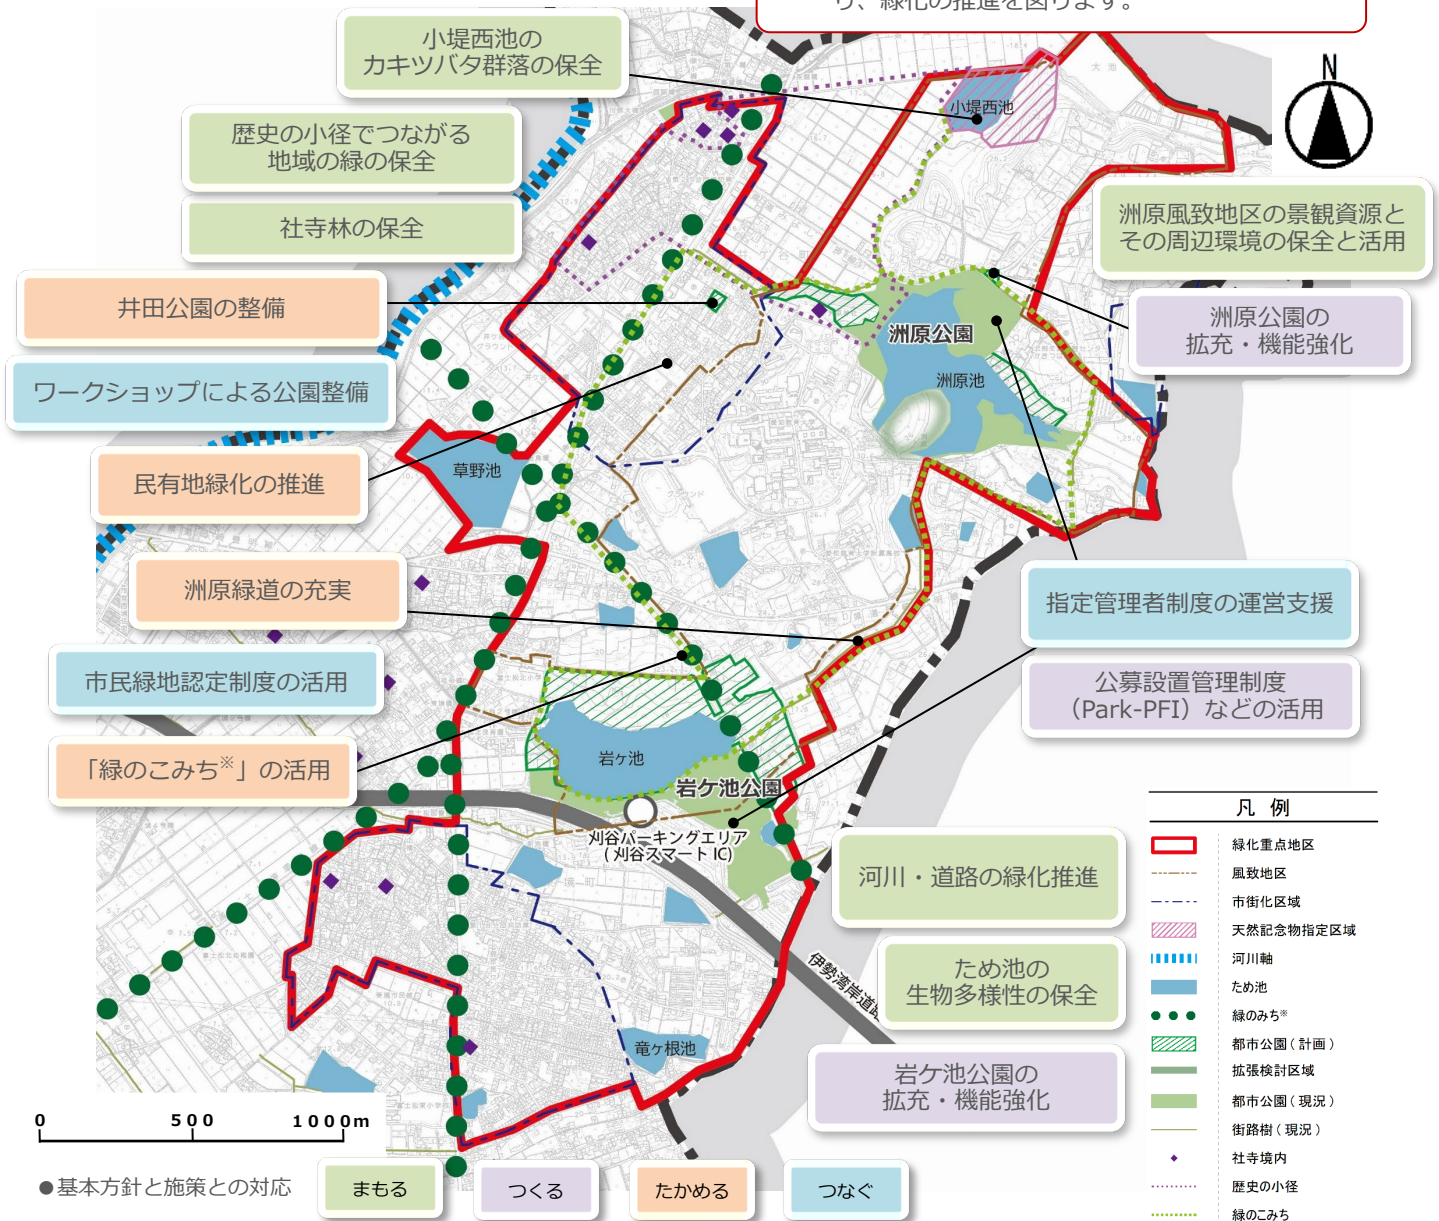 り、緑化の推進を図ります。
小堤西池の
カキツバタ群落の保全
歴史の小径でつながる
地域の緑の保全
社寺林の保全
井田公園の整備
ワークショップによる公園整備
民有地緑化の推進
洲原緑道の充実
市民緑地認定制度の活用
「緑のこみち※」の活用
N
小堤西池
洲原風致地区の景観資源と
その周辺環境の保全と活用
洲原公園の
拡充・機能強化
洲原公園
洲原池
草野池
指定管理者制度の運営支援
公募設置管理制度
（Park-PFI）などの活用
岩ケ池
岩ケ池公園
刈谷パーキングエリア
(刈谷スマート IC)
伊勢湾岸道路
河川・道路の緑化推進
ため池の
生物多様性の保全
岩ケ池公園の
拡充・機能強化
竜ヶ根池
凡 例
緑化重点地区
風致地区
市街化区域
天然記念物指定区域
河川軸
ため池
緑のみち※
都市公園(計画)
拡張検討区域
都市公園(現況)
街路樹(現況)
社寺境内
歴史の小径
緑のこみち
0 500 1000m
●基本方針と施策との対応
まもる
つくる
たかめる
つなぐ